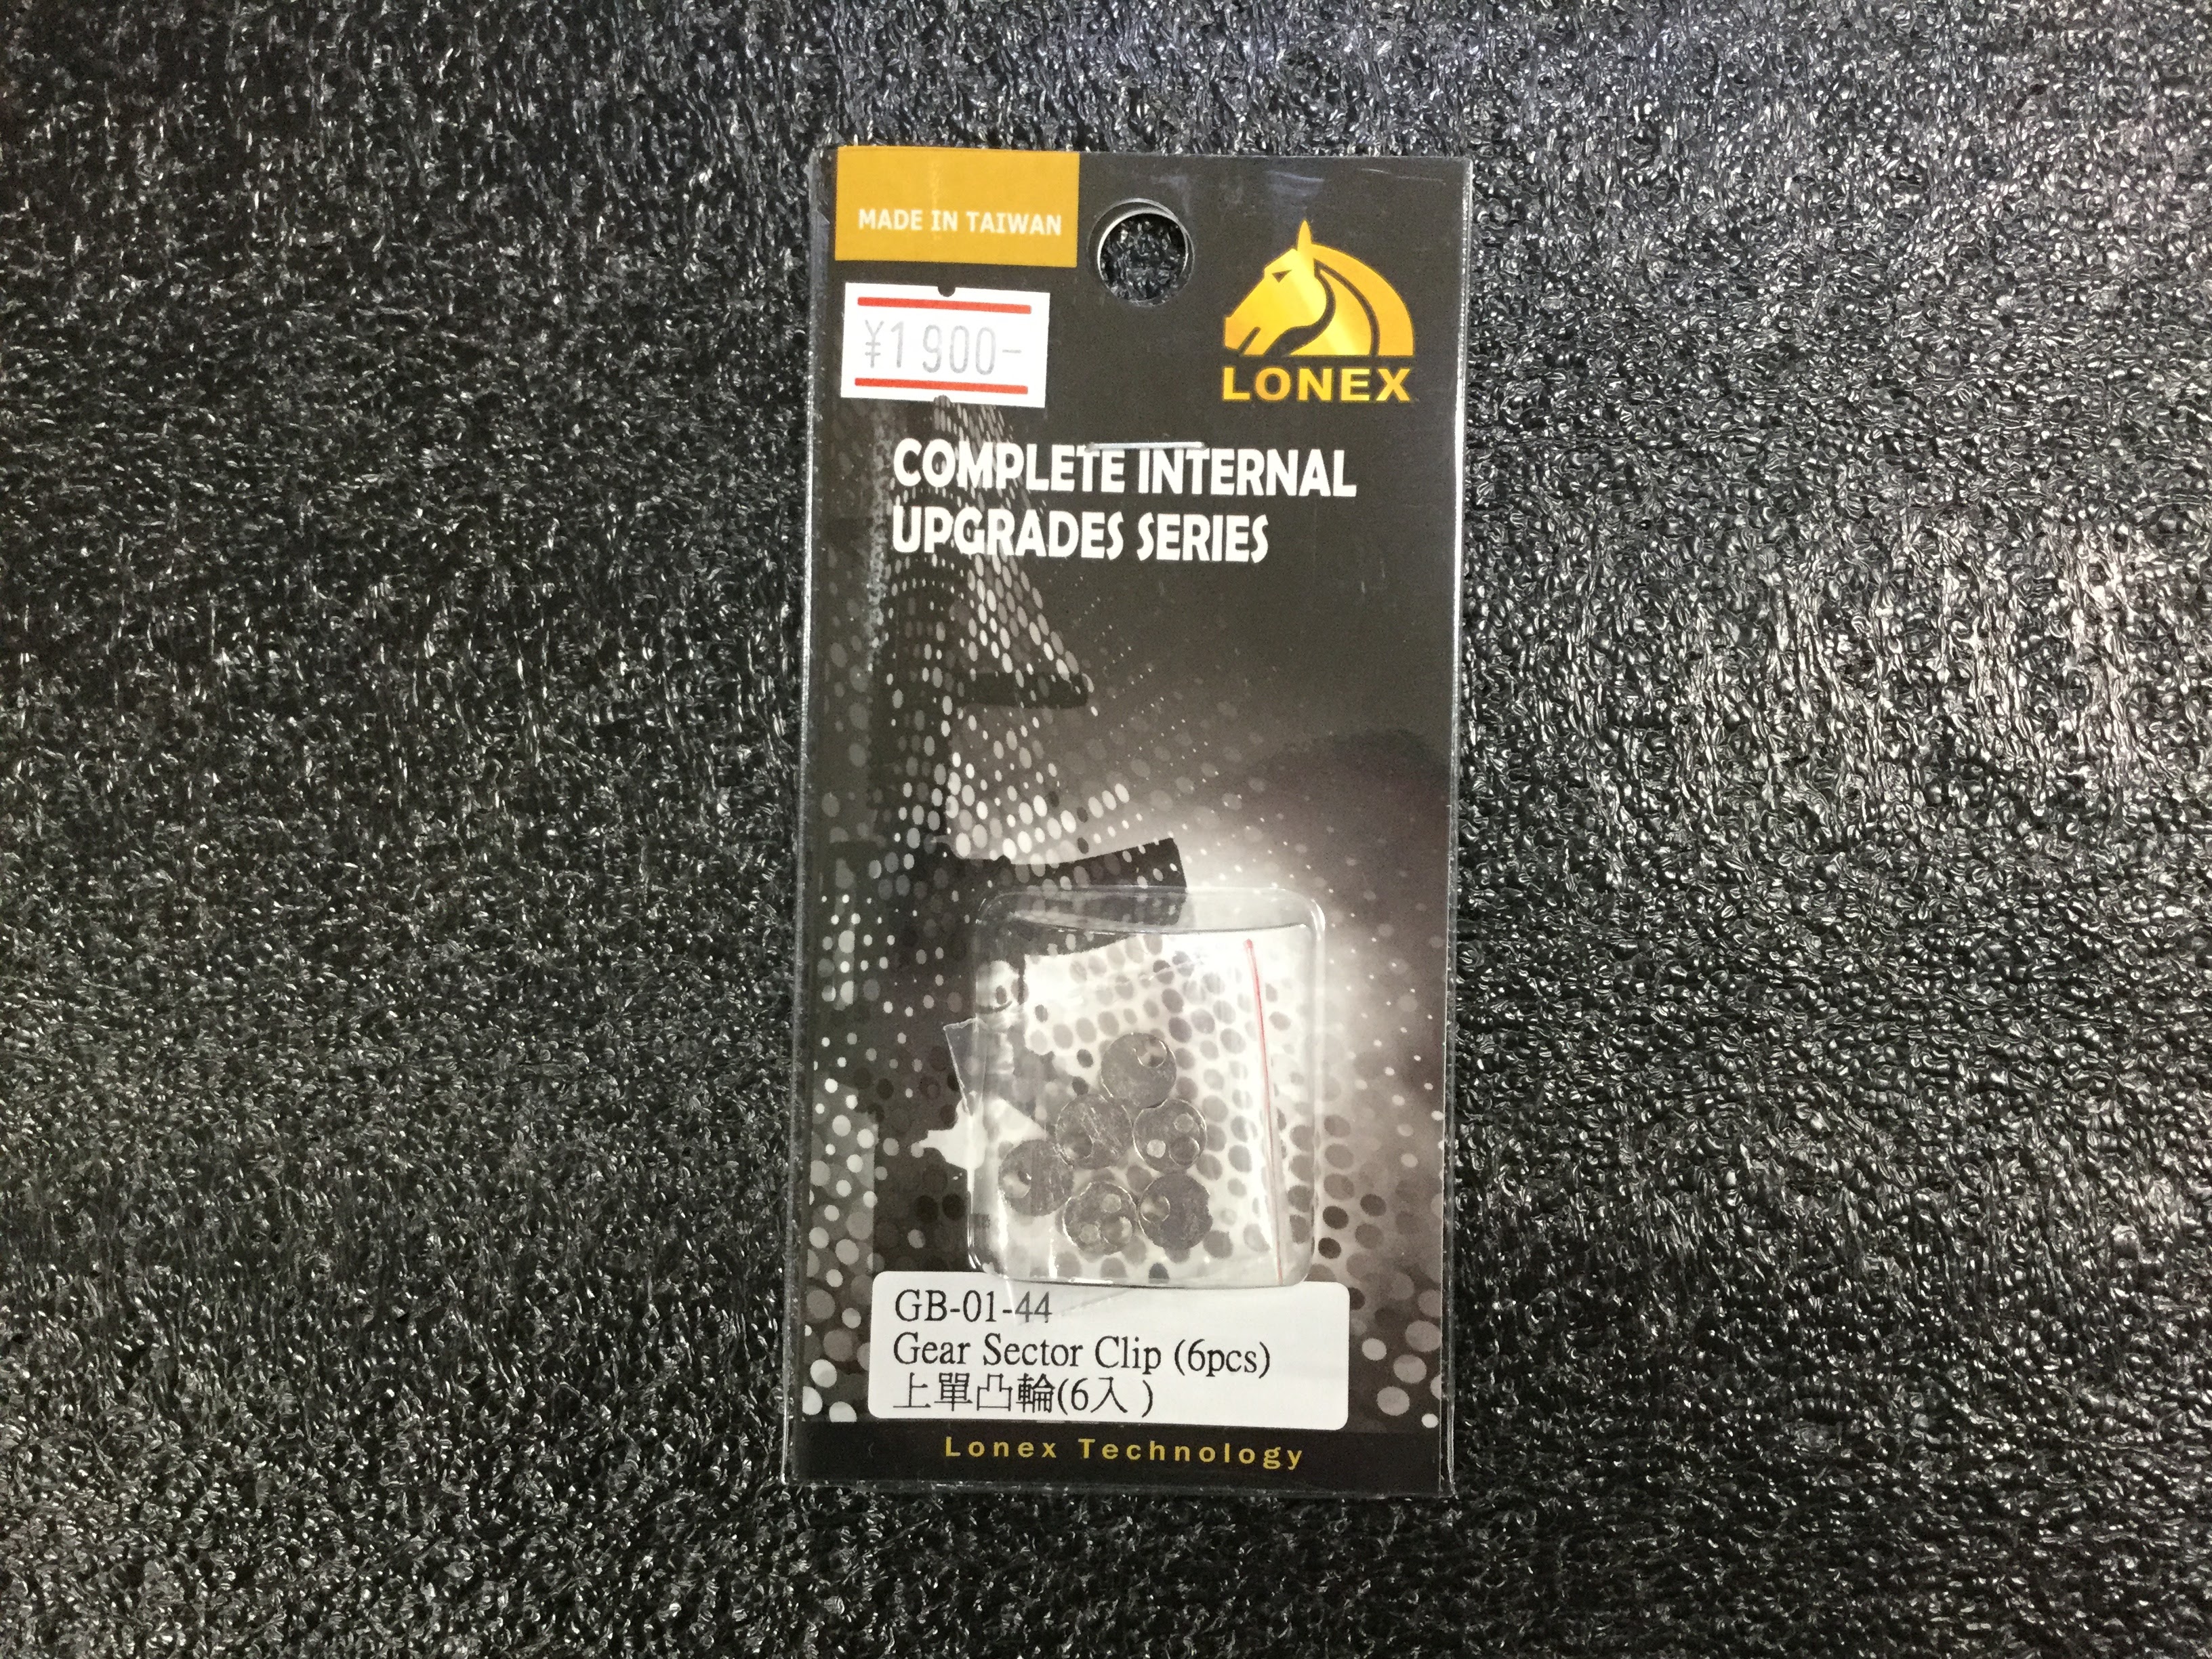 MADE IN TAIWAN
¥1900-
LONEX
COMPLETE INTERNAL
UPGRADES SERIES
GB-01-44
Gear Sector Clip (6pcs)
上單凸輪(6入)
Lonex Technology